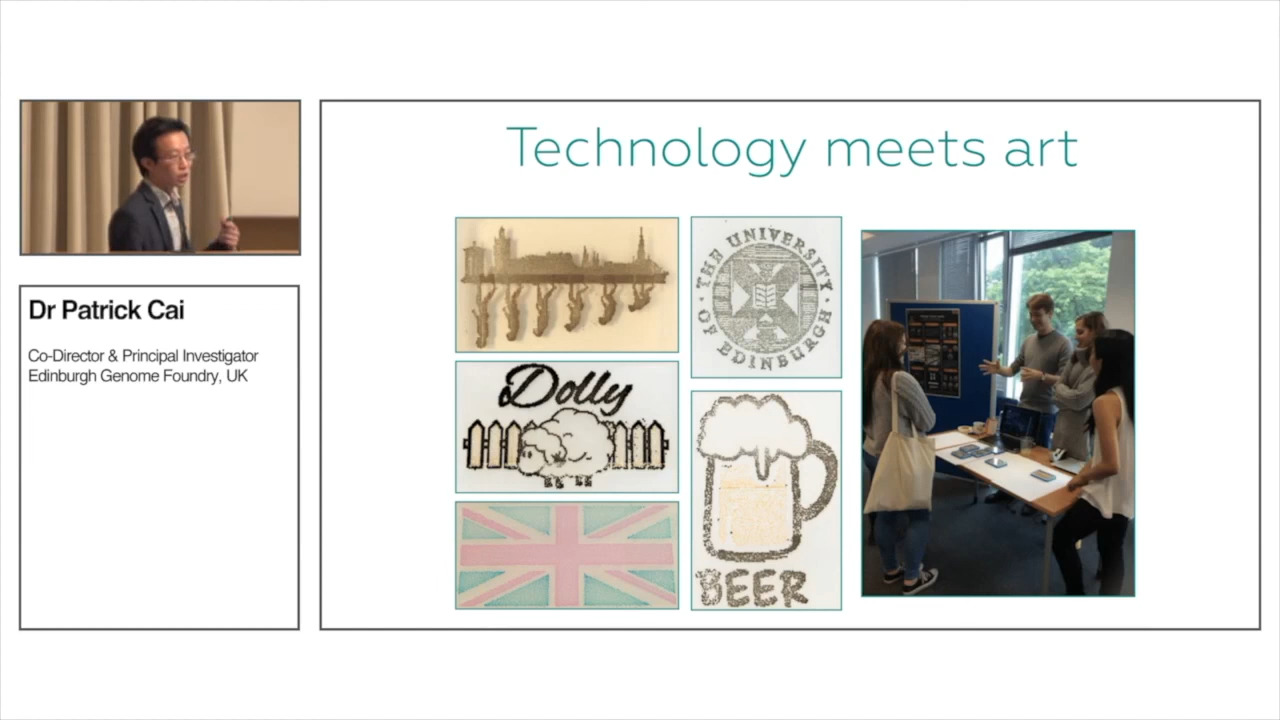 Technology meets art
Dr Patrick Cai
Co-Director & Principal Investigator
Edinburgh Genome Foundry, UK
THE UNIVERSITY
OF EDINBURGH
Dolly
BEER